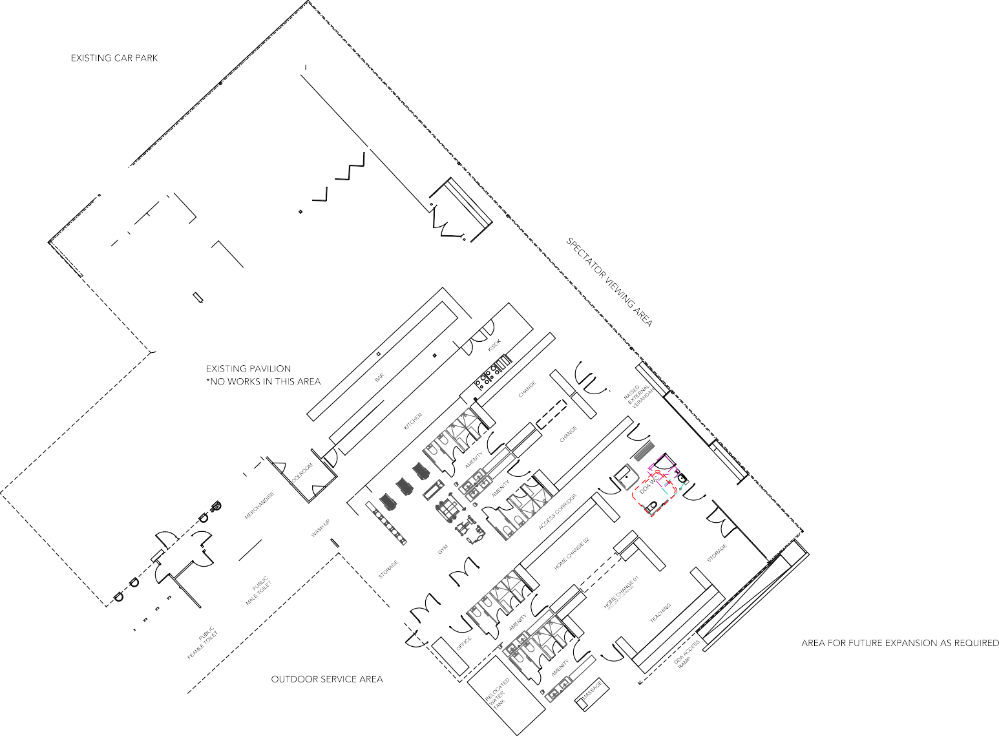 EXISTING CAR PARK
SPECTATOR VIEWING AREA
KISOK
EXISTING PAVILION
*NO WORKS IN THIS AREA
BAR
CHANGE
RAISED
EXTERNAL
VERANDAH
KITCHEN
CHANGE
AMENITY
OOLROOM
AMENITY
DDA WC
MERCHANDISE
ACCESS CORRIDOR
WASH UP
GYM
HOME CHANGE 02
STORAGE
STORAGE
PUBLIC
MALE TOILET
HOME CHANGE 01
TEACHING
AMENITY
PUBLIC
FEAMLE TOILET
OFFICE
AREA FOR FUTURE EXPANSION AS REQUIRED
DDA ACCESS
RAMP
AMENITY
OUTDOOR SERVICE AREA
RELOCATED
WATER
TANK
MASSAGE